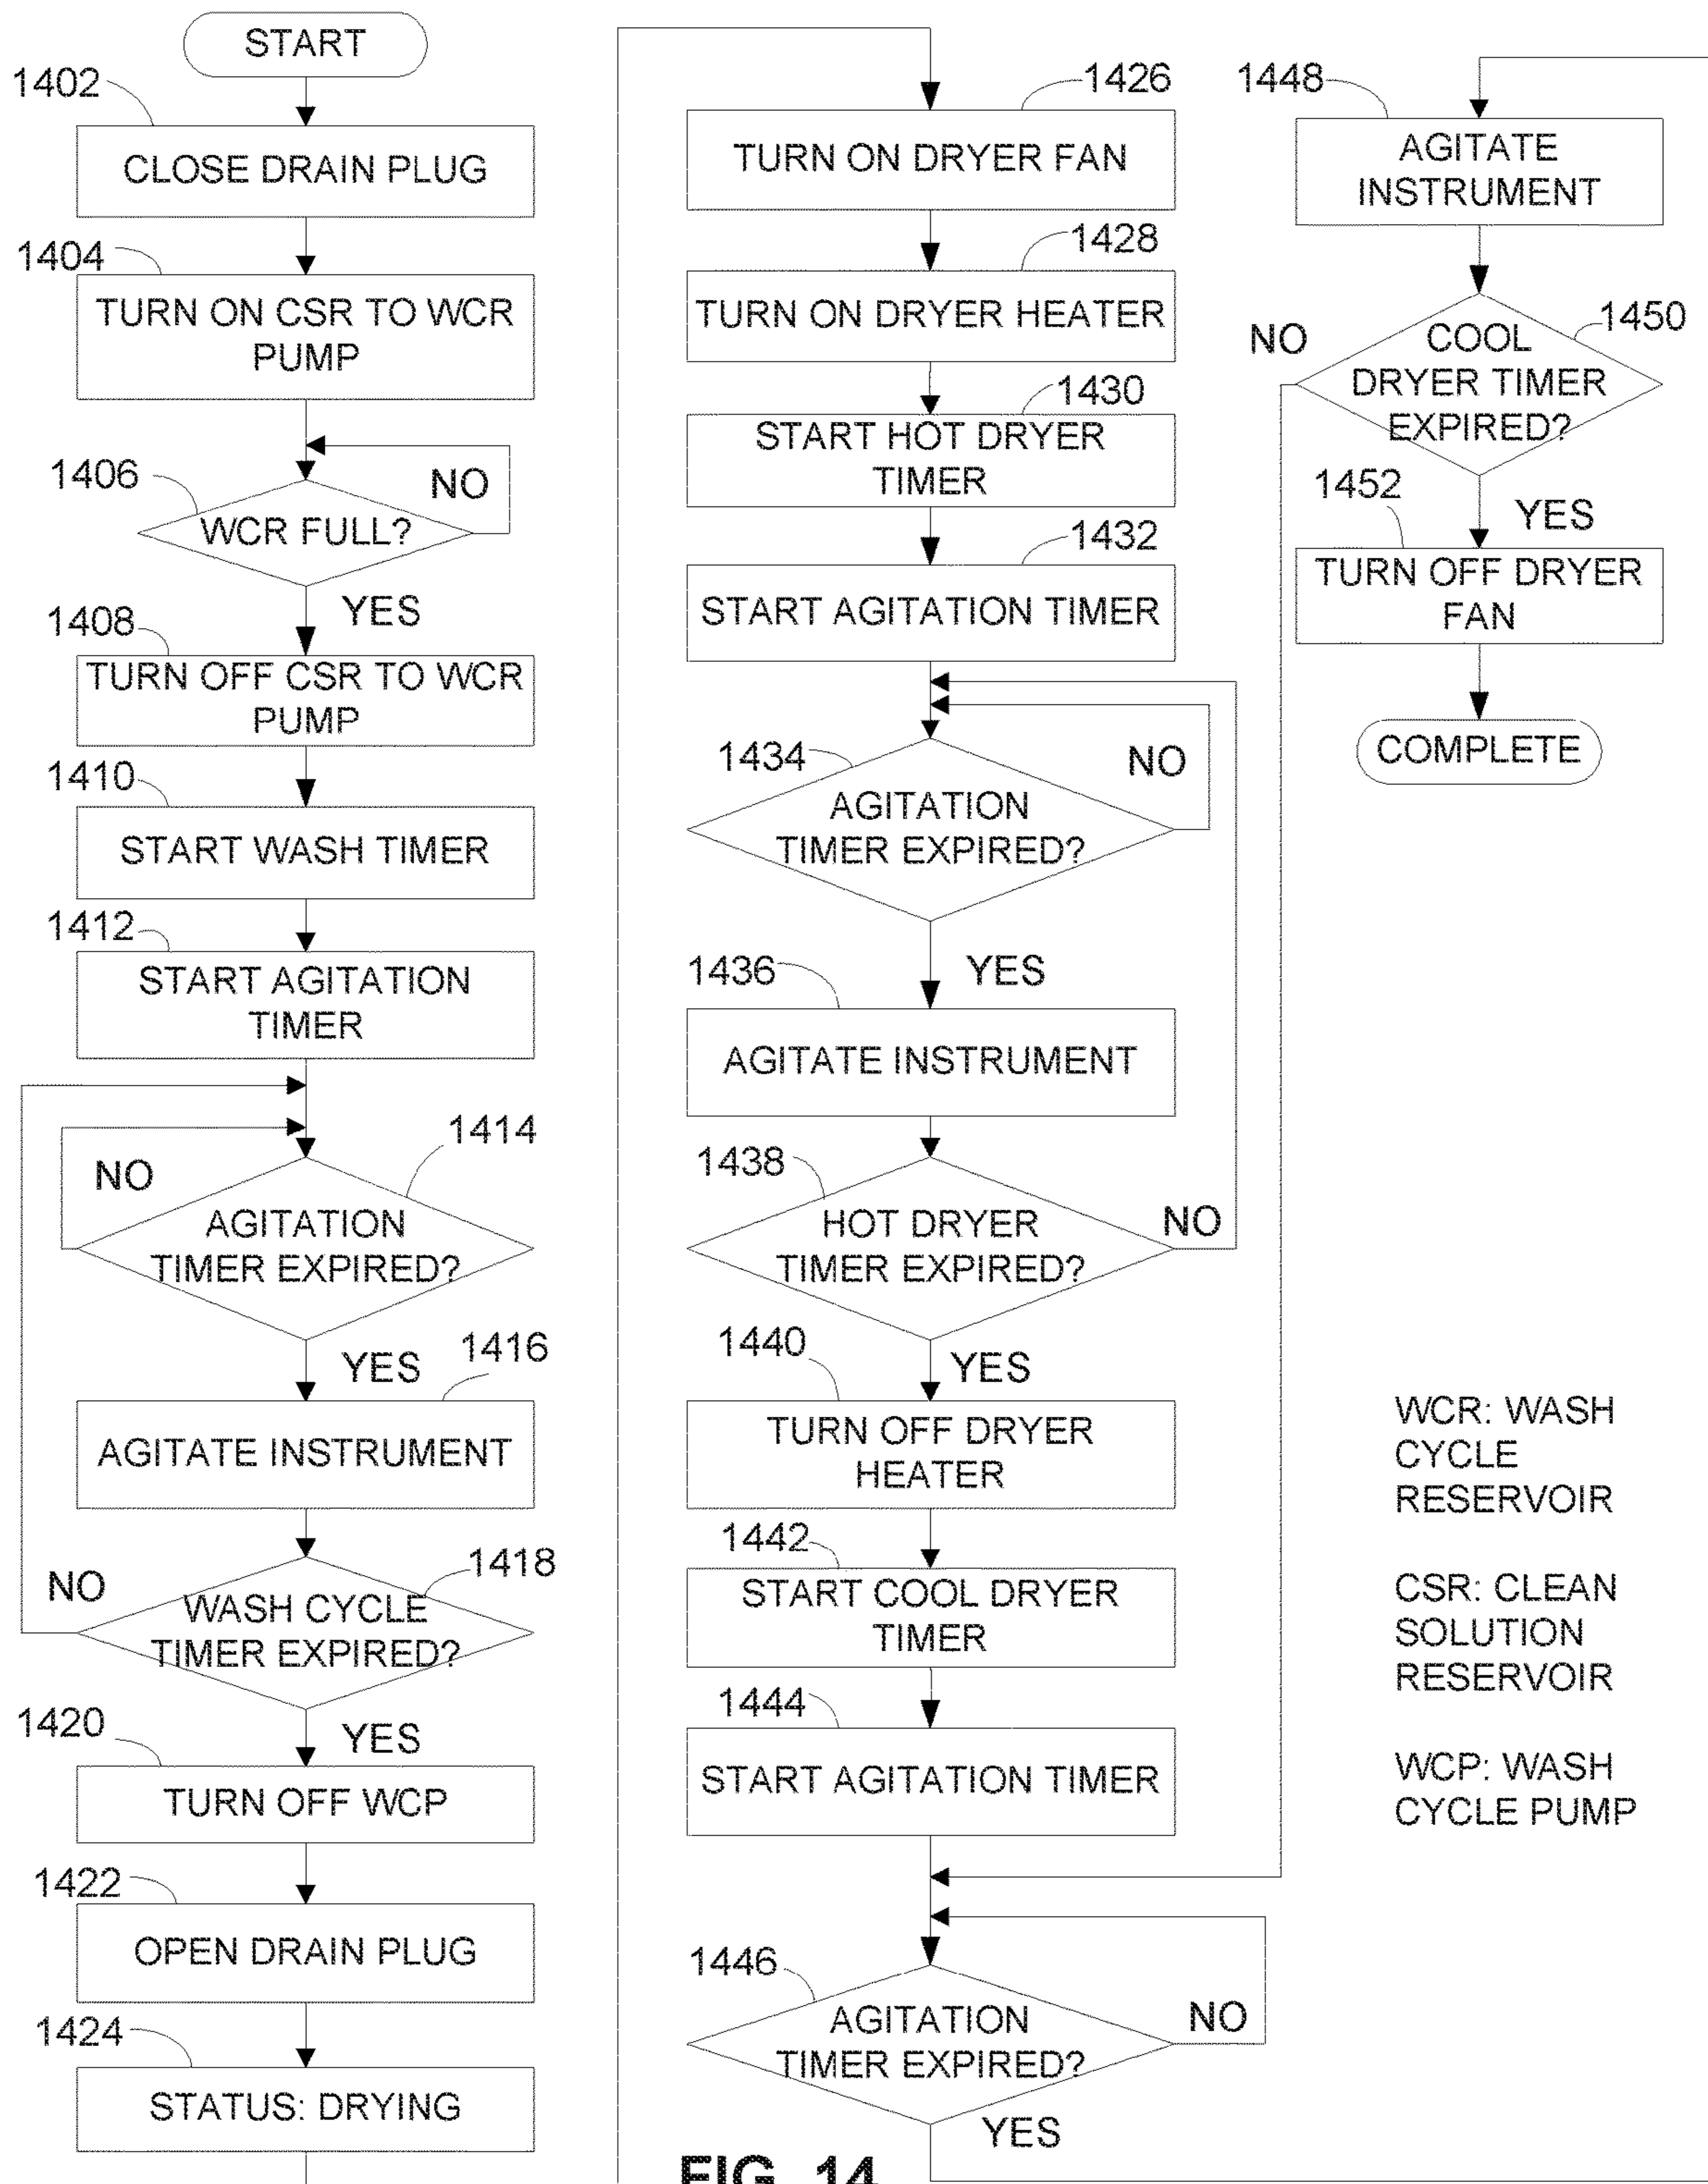 START
1402
CLOSE DRAIN PLUG
1404
TURN ON CSR TO WCR
PUMP
1406
NO
WCR FULL?
YES
1408
TURN OFF CSR TO WCR
PUMP
1410
START WASH TIMER
1412
START AGITATION
TIMER
1414
NO
AGITATION
TIMER EXPIRED?
YES
1416
AGITATE INSTRUMENT
1418
NO
WASH CYCLE
TIMER EXPIRED?
YES
1420
TURN OFF WCP
1422
OPEN DRAIN PLUG
1424
STATUS: DRYING
1426
TURN ON DRYER FAN
1428
TURN ON DRYER HEATER
1430
START HOT DRYER
TIMER
1432
START AGITATION TIMER
1434
NO
AGITATION
TIMER EXPIRED?
YES
1436
AGITATE INSTRUMENT
1438
HOT DRYER
TIMER EXPIRED?
NO
1440
YES
TURN OFF DRYER
HEATER
1442
START COOL DRYER
TIMER
1444
START AGITATION TIMER
1446
AGITATION
TIMER EXPIRED?
NO
YES
FIG. 14
1448
AGITATE
INSTRUMENT
1450
NO
COOL
DRYER TIMER
EXPIRED?
1452
YES
TURN OFF DRYER
FAN
COMPLETE
WCR: WASH
CYCLE
RESERVOIR
CSR: CLEAN
SOLUTION
RESERVOIR
WCP: WASH
CYCLE PUMP